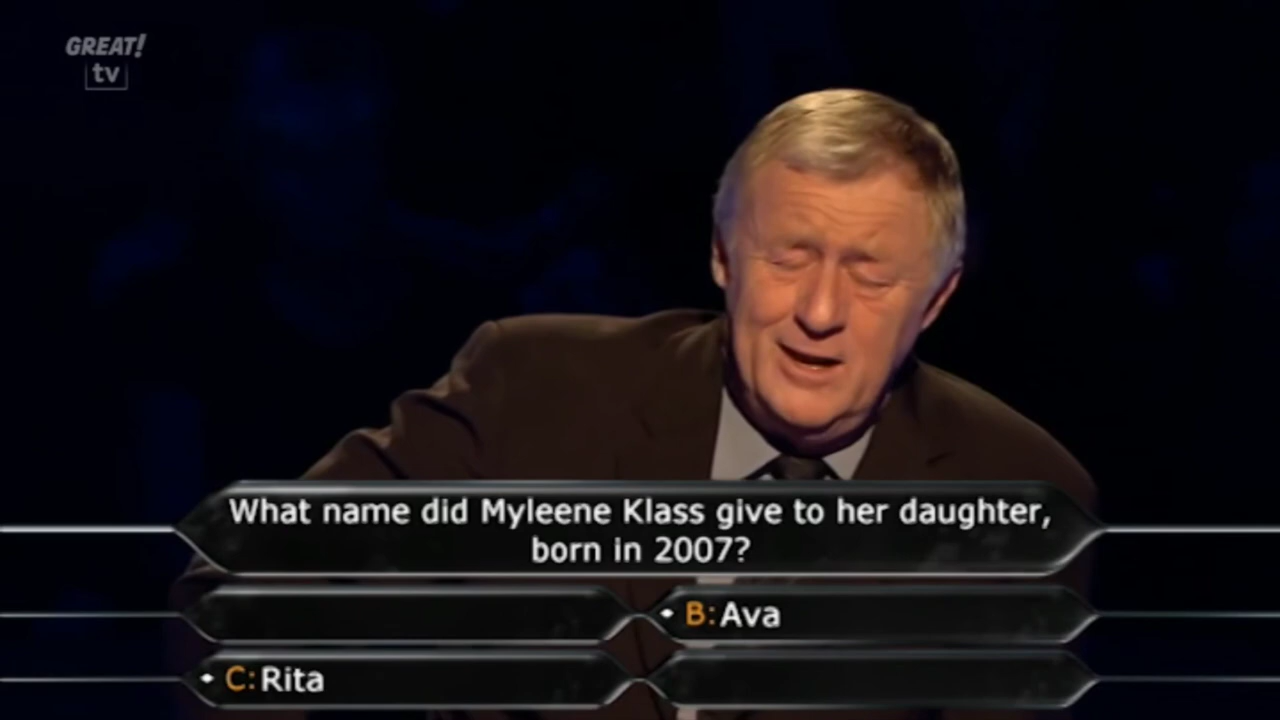 GREAT!
tv
What name did Myleene Klass give to her daughter,
born in 2007?
B: Ava
C: Rita